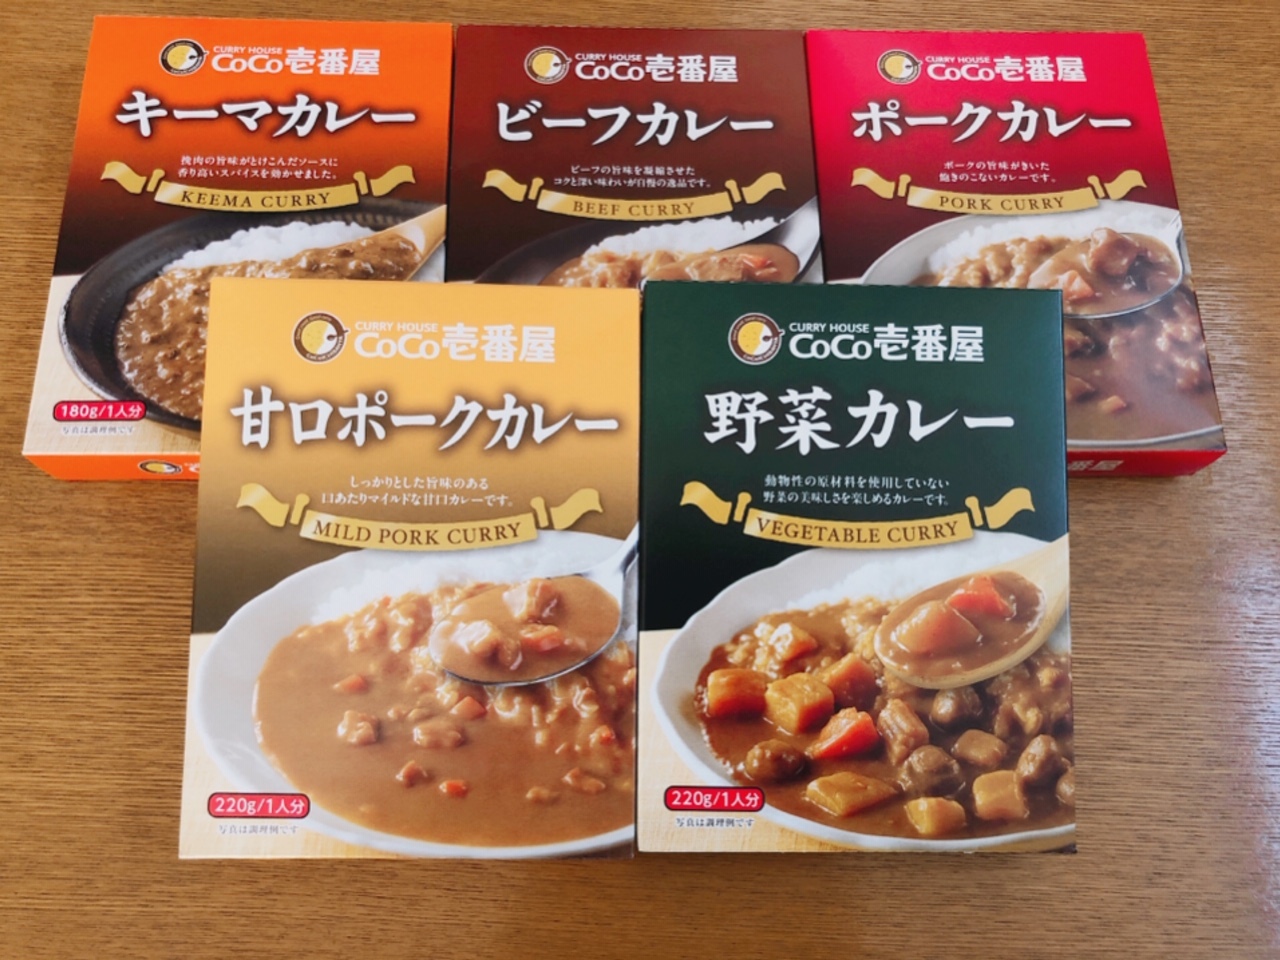 CURRY HOUSE
CoCo壱番屋
キーマカレー
挽肉の旨味がとけこんだソースに
香り高いスパイスを効かせました。
KEEMA CURRY
180g/1人分
写真は調理例です
CURRY HOUSE
CoCo壱番屋
ビーフカレー
ビーフの旨味を凝縮させた
コクと深い味わいが自慢の逸品です。
BEEF CURRY
CURRY HOUSE
CoCo壱番屋
ポークカレー
ポークの旨味がきいた
飽きのこないカレーです。
PORK CURRY
CURRY HOUSE
CoCo壱番屋
甘口ポークカレー
しっかりとした旨味のある
口あたりマイルドな甘口カレーです。
MILD PORK CURRY
220g/1人分
写真は調理例です
CURRY HOUSE
CoCo壱番屋
野菜カレー
動物性の原材料を使用していない
野菜の美味しさを楽しめるカレーです。
VEGETABLE CURRY
220g/1人分
写真は調理例です